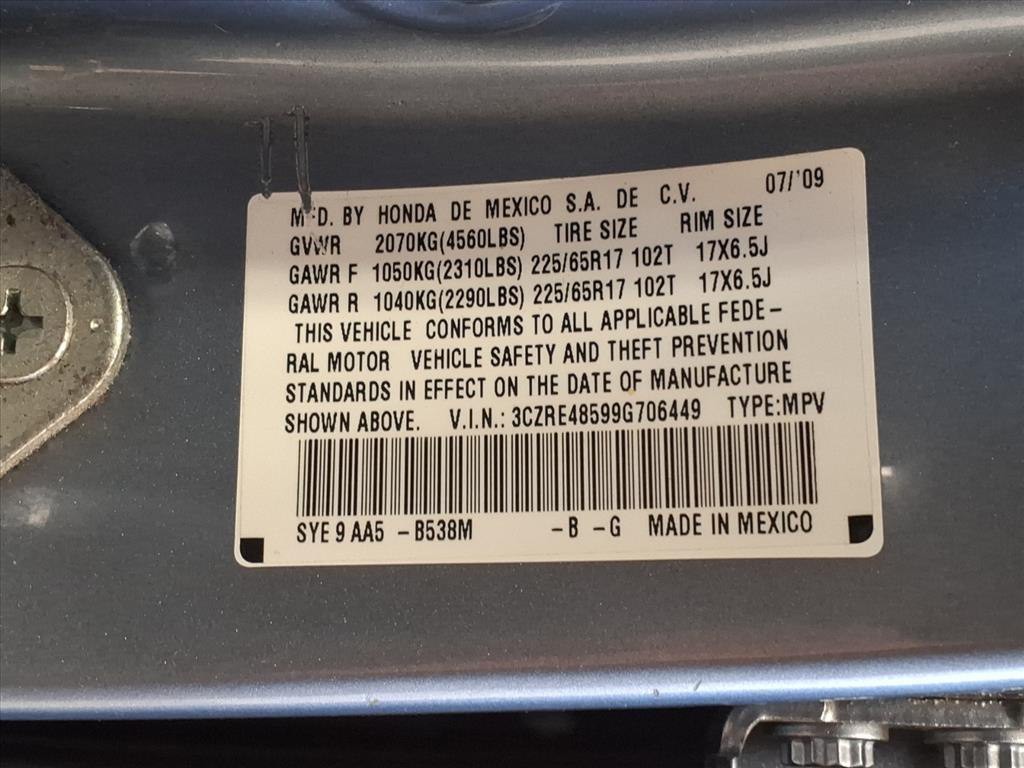 07/'09
MFD. BY HONDA DE MEXICO S.A. DE C.V.
GVWR 2070KG(4560LBS) TIRE SIZE RIM SIZE
GAWR F 1050KG(2310LBS) 225/65R17 102T 17X6.5J
GAWR R 1040KG(2290LBS) 225/65R17 102T 17X6.5J
THIS VEHICLE CONFORMS TO ALL APPLICABLE FEDE-
RAL MOTOR VEHICLE SAFETY AND THEFT PREVENTION
STANDARDS IN EFFECT ON THE DATE OF MANUFACTURE
SHOWN ABOVE. V.I.N.: 3CZRE48599G706449 TYPE:MPV
SYE 9 AA5 -B538M -B -G MADE IN MEXICO